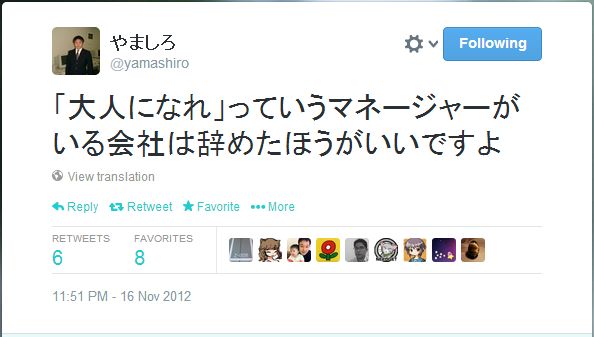 やましろ
@yamashiro
Following
「大人になれ」っていうマネージャーが
いる会社は辞めたほうがいいですよ
View translation
Reply Retweet Favorite More
RETWEETS FAVORITES
6 8
11:51 PM - 16 Nov 2012